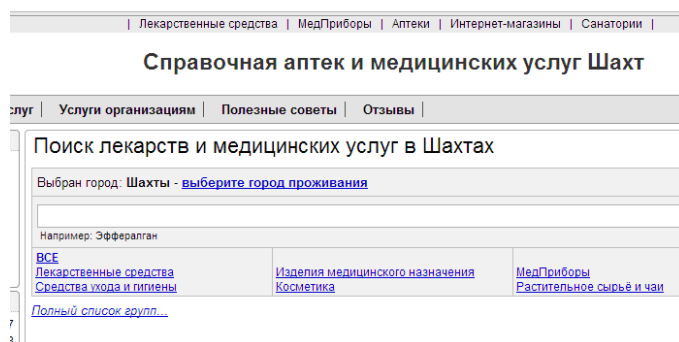 | Лекарственные средства | МедПриборы | Аптеки | Интернет-магазины | Санатории |
Справочная аптек и медицинских услуг Шахт
слуг | Услуги организациям | Полезные советы | Отзывы |
Поиск лекарств и медицинских услуг в Шахтах
Выбран город: Шахты - выберите город проживания
Например: Эффералган
ВСЕ
Лекарственные средства Изделия медицинского назначения МедПриборы
Средства ухода и гигиены Косметика Растительное сырьё и чаи
Полный список групп...
7